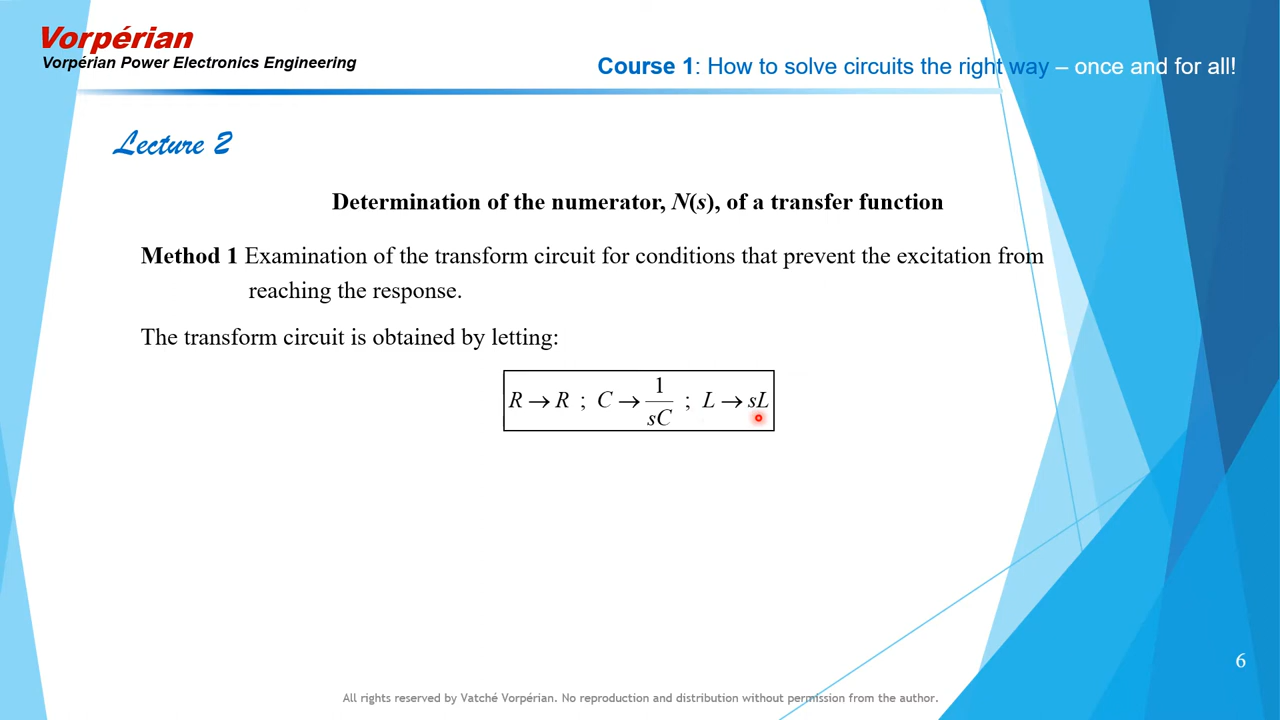 Vorpérian
Vorpérian Power Electronics Engineering
Course 1: How to solve circuits the right way – once and for all!
Lecture 2
Determination of the numerator, N(s), of a transfer function
Method 1 Examination of the transform circuit for conditions that prevent the excitation from
reaching the response.
The transform circuit is obtained by letting:
R → R ; C → 1/sC ; L → sL
6
All rights reserved by Vatché Vorpérian. No reproduction and distribution without permission from the author.